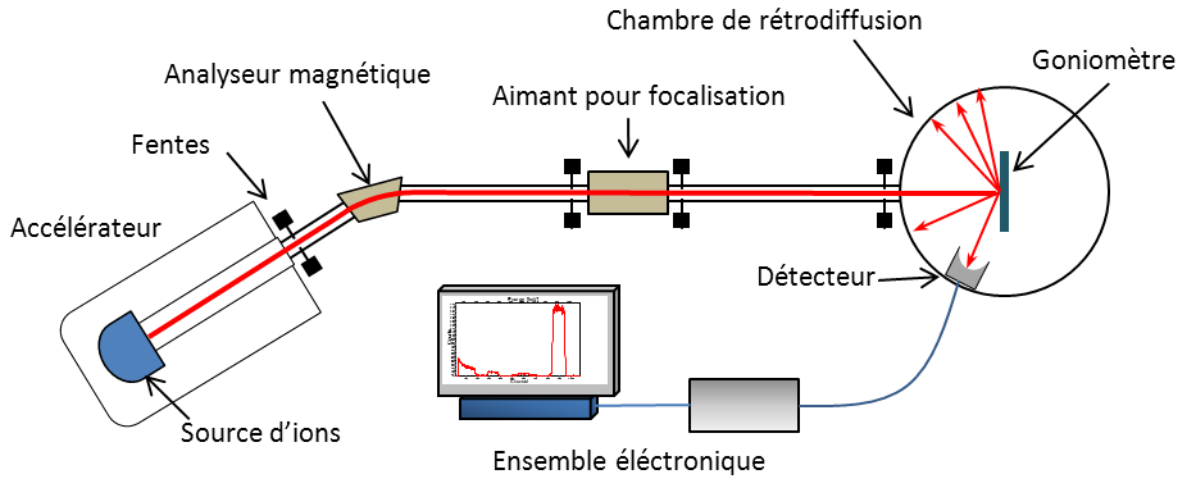 Chambre de rétrodiffusion
Goniomètre
Analyseur magnétique
Aimant pour focalisation
Fentes
Accélérateur
Détecteur
Source d’ions
Ensemble éléctronique